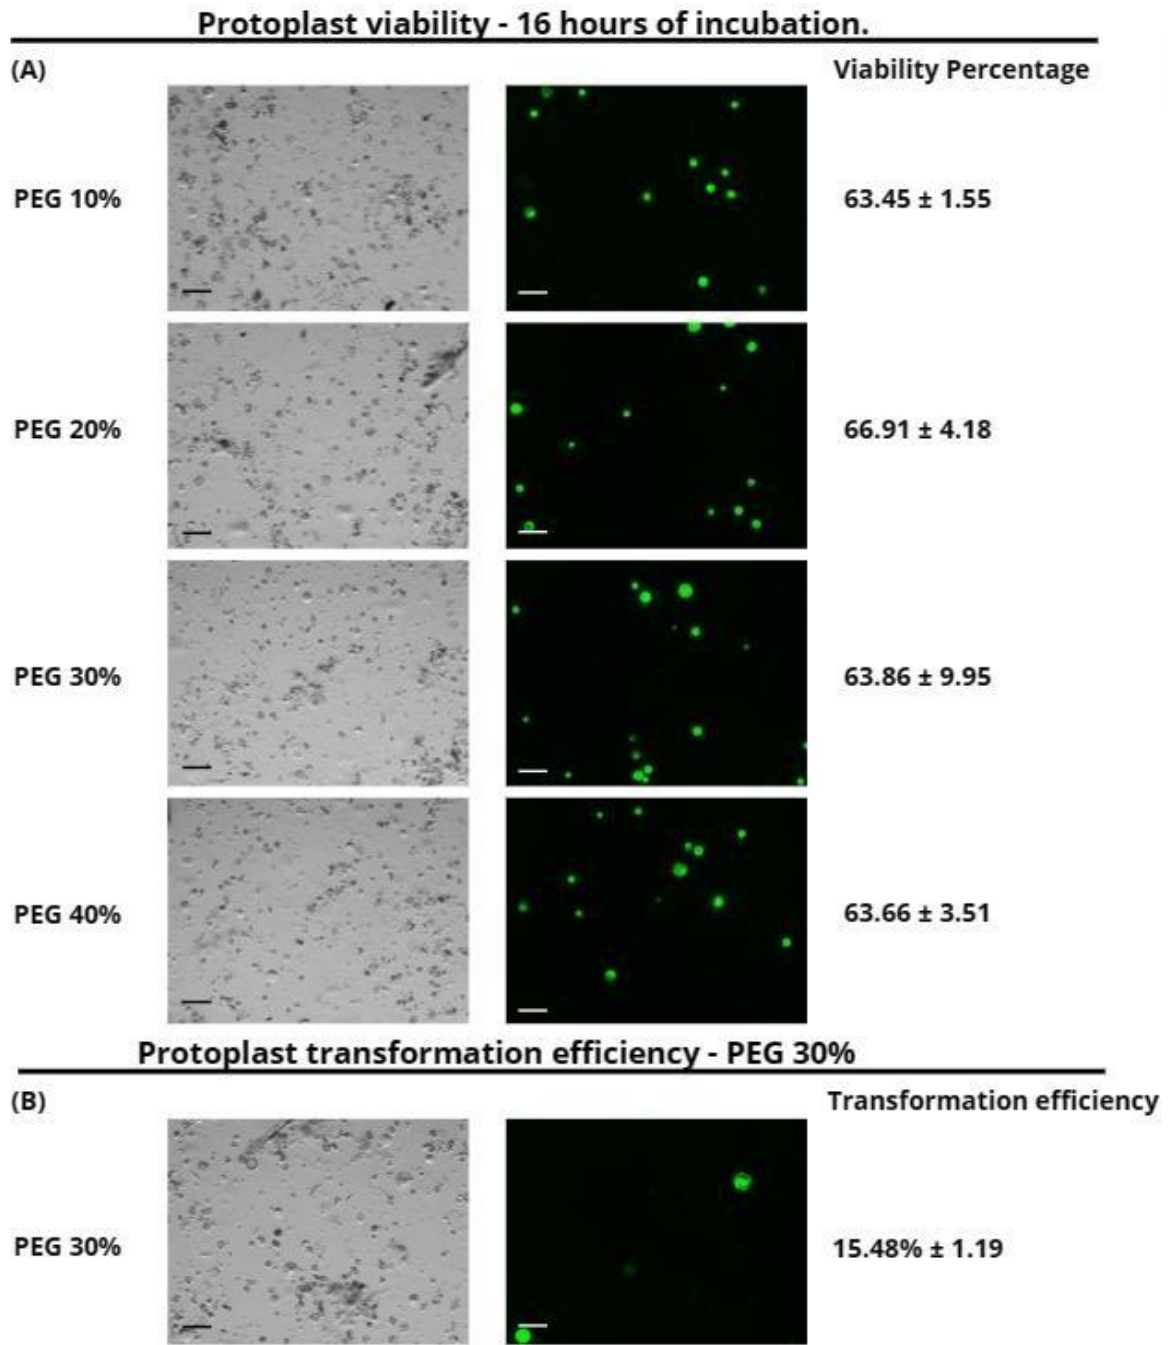 Protoplast viability - 16 hours of incubation.
(A)
Viability Percentage
PEG 10%
63.45 ± 1.55
PEG 20%
66.91 ± 4.18
PEG 30%
63.86 ± 9.95
PEG 40%
63.66 ± 3.51
Protoplast transformation efficiency - PEG 30%
(B)
Transformation efficiency
PEG 30%
15.48% ± 1.19